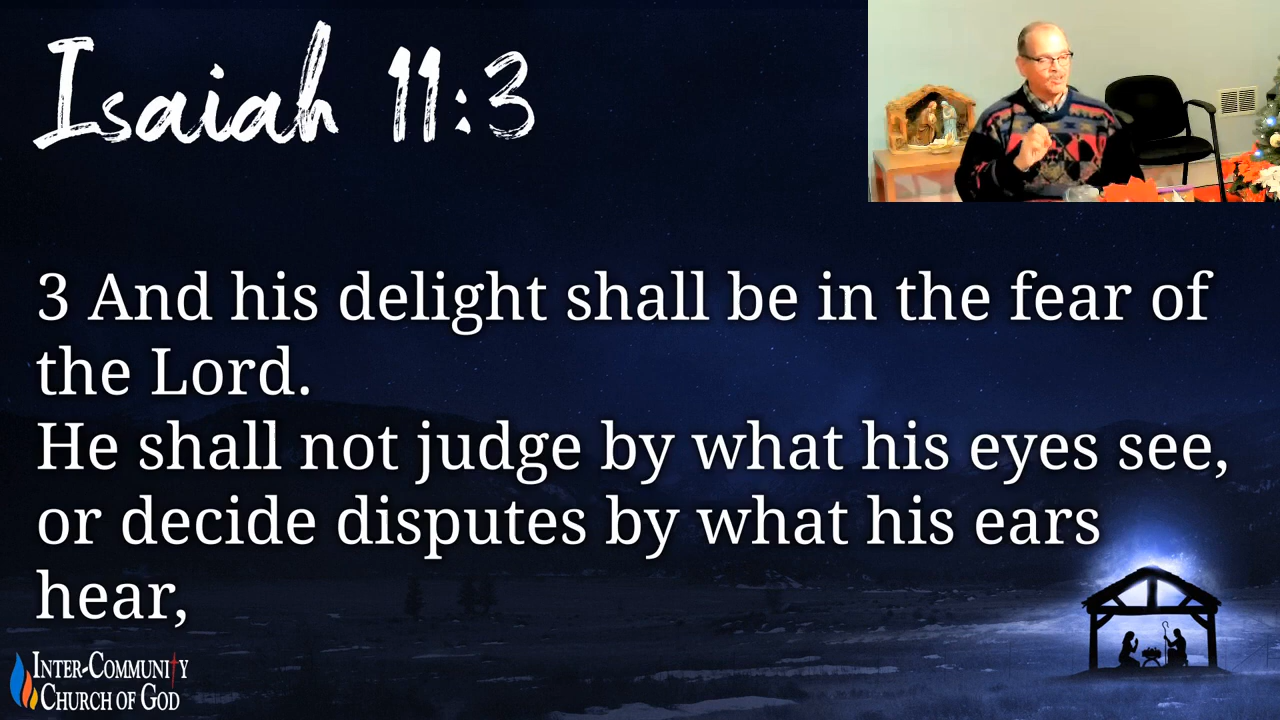 Isaiah 11:3
3 And his delight shall be in the fear of
the Lord.
He shall not judge by what his eyes see,
or decide disputes by what his ears
hear,
Inter-Community
Church of God